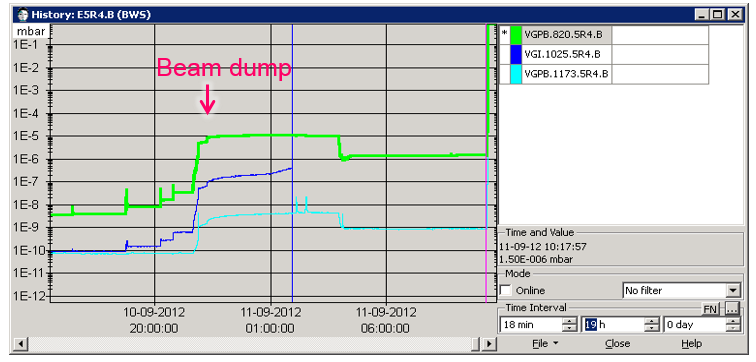 History: E5R4.B (BWS)
mbar
1E-1
1E-2
1E-3
1E-4
1E-5
1E-6
1E-7
1E-8
1E-9
1E-10
1E-11
1E-12
Beam dump
10-09-2012
20:00:00
11-09-2012
01:00:00
11-09-2012
06:00:00
* VGPB.820.5R4.B
VGI.1025.5R4.B
VGPB.1173.5R4.B
Time and Value
11-09-12 10:17:57
1.50E-006 mbar
Mode
Online No filter
Time Interval FN ...
18 min 19 h 0 day
File Close Help